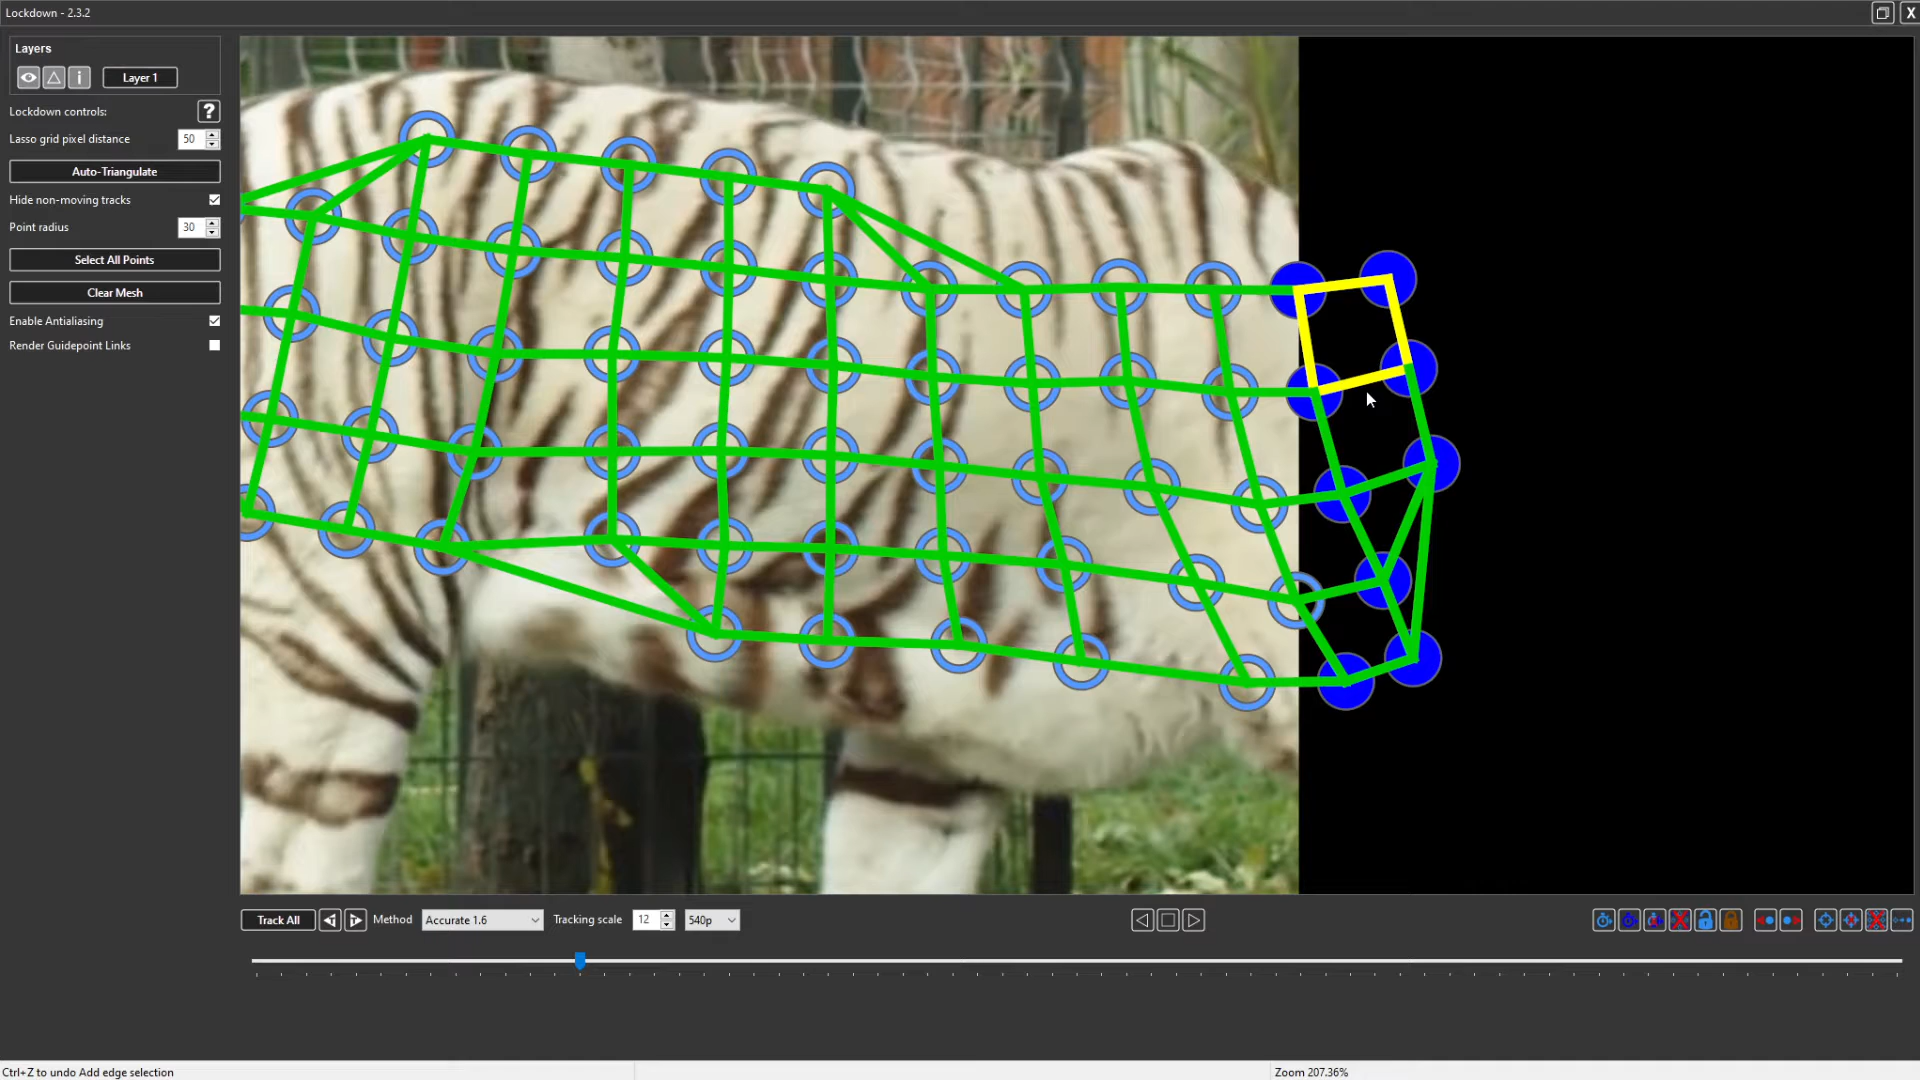 Lockdown - 2.3.2
X
Layers
i
Layer 1
Lockdown controls:
?
Lasso grid pixel distance
50
Auto-Triangulate
Hide non-moving tracks
Point radius
30
Select All Points
Clear Mesh
Enable Antialiasing
Render Guidepoint Links
Track All
Method
Accurate 1.6
Tracking scale
12
540p
Ctrl+Z to undo Add edge selection
Zoom 207.36%